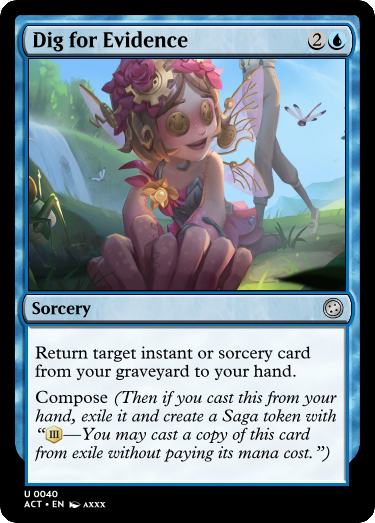 Dig for Evidence 2
Sorcery
Return target instant or sorcery card
from your graveyard to your hand.
Compose (Then if you cast this from your
hand, exile it and create a Saga token with
“III—You may cast a copy of this card
from exile without paying its mana cost.”)
U 0040
ACT • EN AXXX